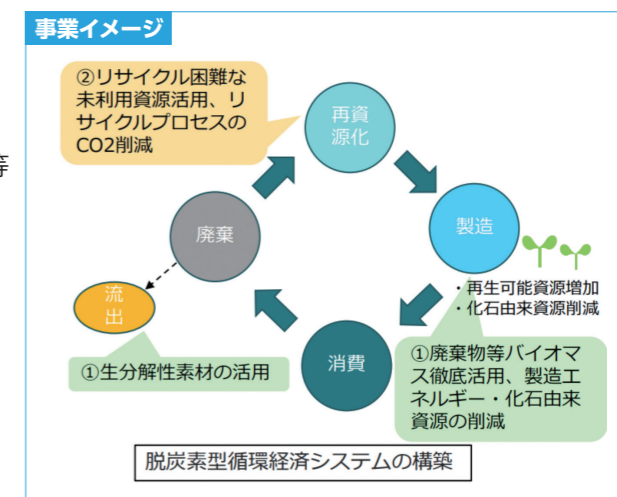 事業イメージ
②リサイクル困難な
未利用資源活用、リ
サイクルプロセスの
CO2削減
再資
源化
等
製造
廃棄
・再生可能資源増加
・化石由来資源削減
流
出
①生分解性素材の活用
消費
①廃棄物等バイオマ
ス徹底活用、製造エ
ネルギー・化石由来
資源の削減
脱炭素型循環経済システムの構築